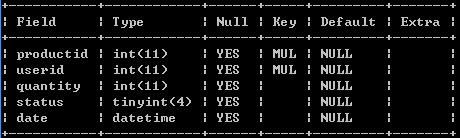 +-----------+------------+------+-----+---------+-------+
| Field     | Type       | Null | Key | Default | Extra |
+-----------+------------+------+-----+---------+-------+
| productid | int(11)    | YES  | MUL | NULL    |       |
| userid    | int(11)    | YES  | MUL | NULL    |       |
| quantity  | int(11)    | YES  |     | NULL    |       |
| status    | tinyint(4) | YES  |     | NULL    |       |
| date      | datetime   | YES  |     | NULL    |       |
+-----------+------------+------+-----+---------+-------+